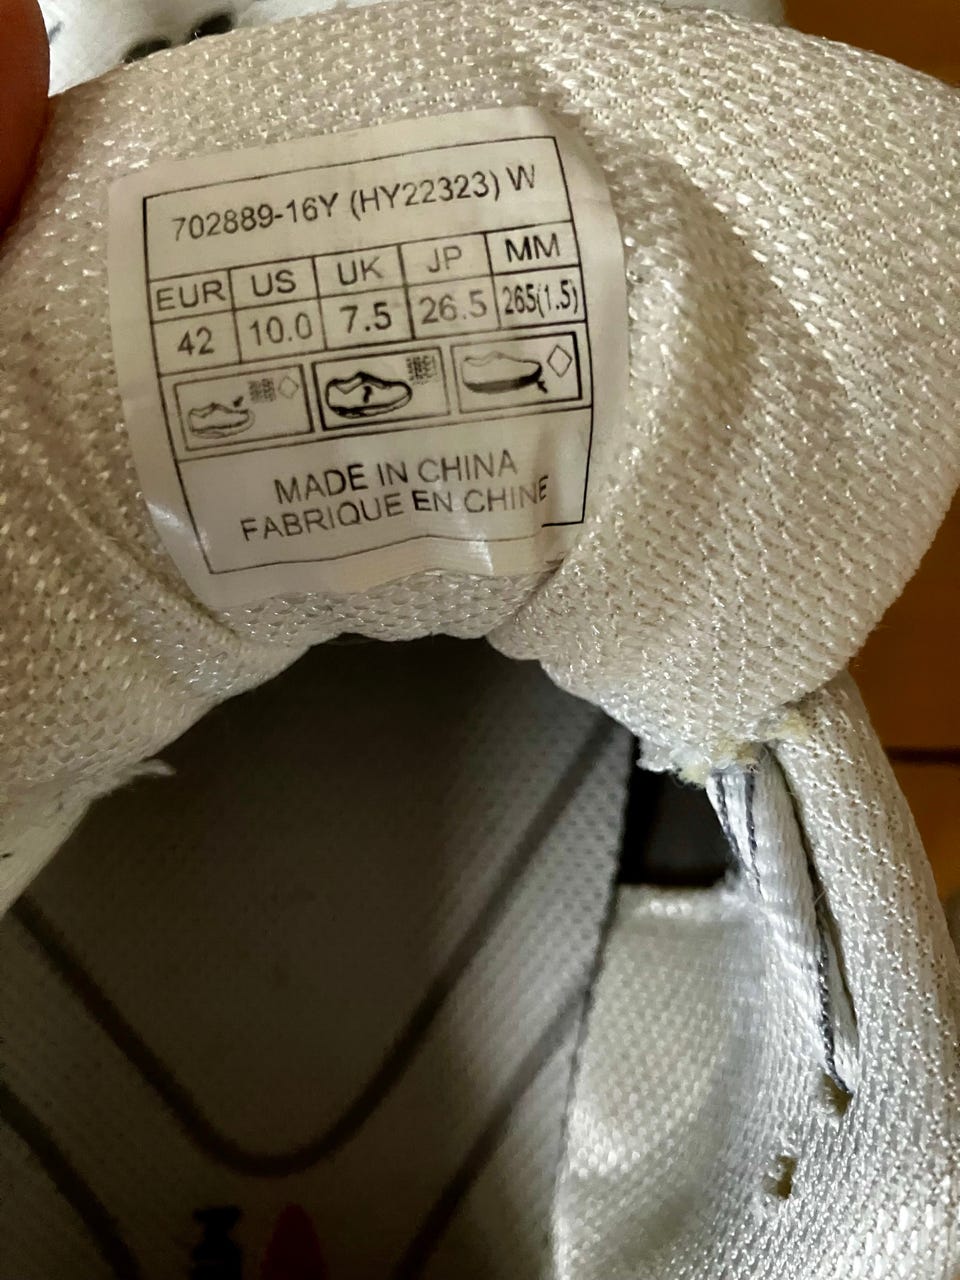 702889-16Y (HY22323) W
EUR US UK JP MM
42 10.0 7.5 26.5 265(1.5)
MADE IN CHINA
FABRIQUE EN CHINE